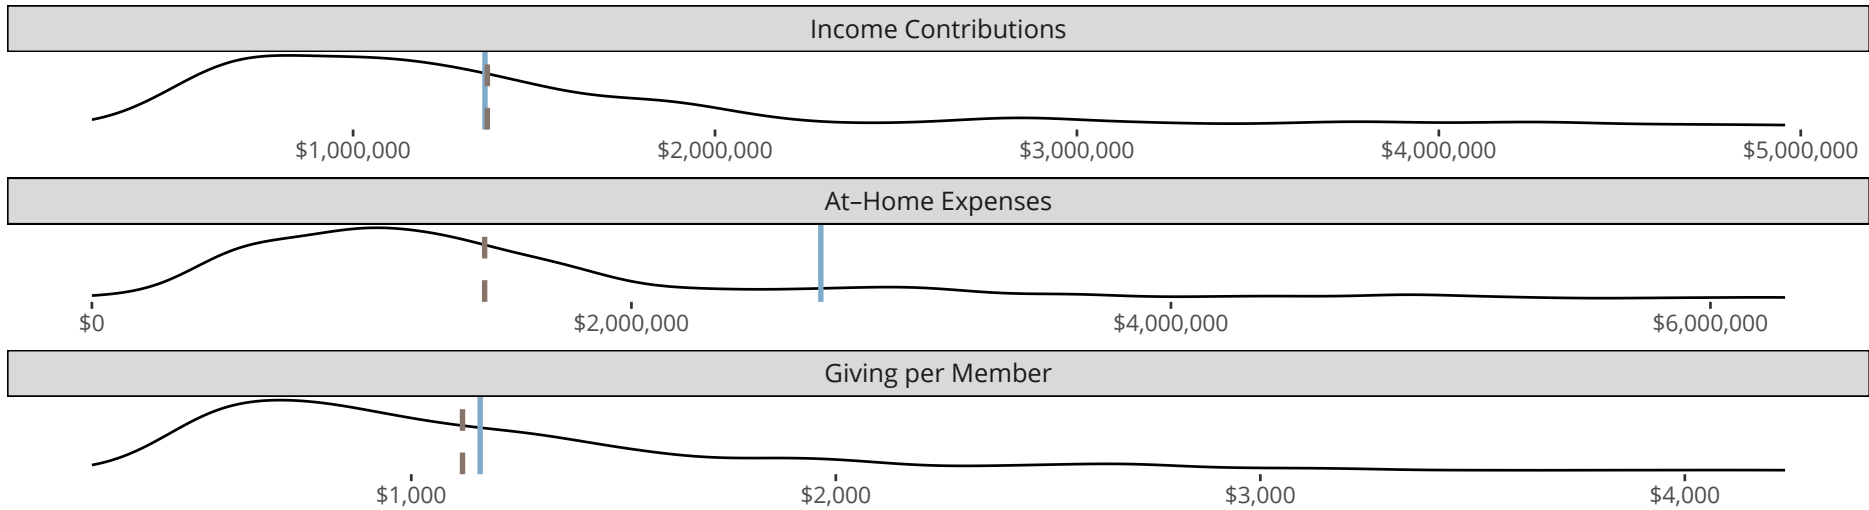 Income Contributions
$1,000,000 $2,000,000 $3,000,000 $4,000,000 $5,000,000
At–Home Expenses
$0 $2,000,000 $4,000,000 $6,000,000
Giving per Member
$1,000 $2,000 $3,000 $4,000